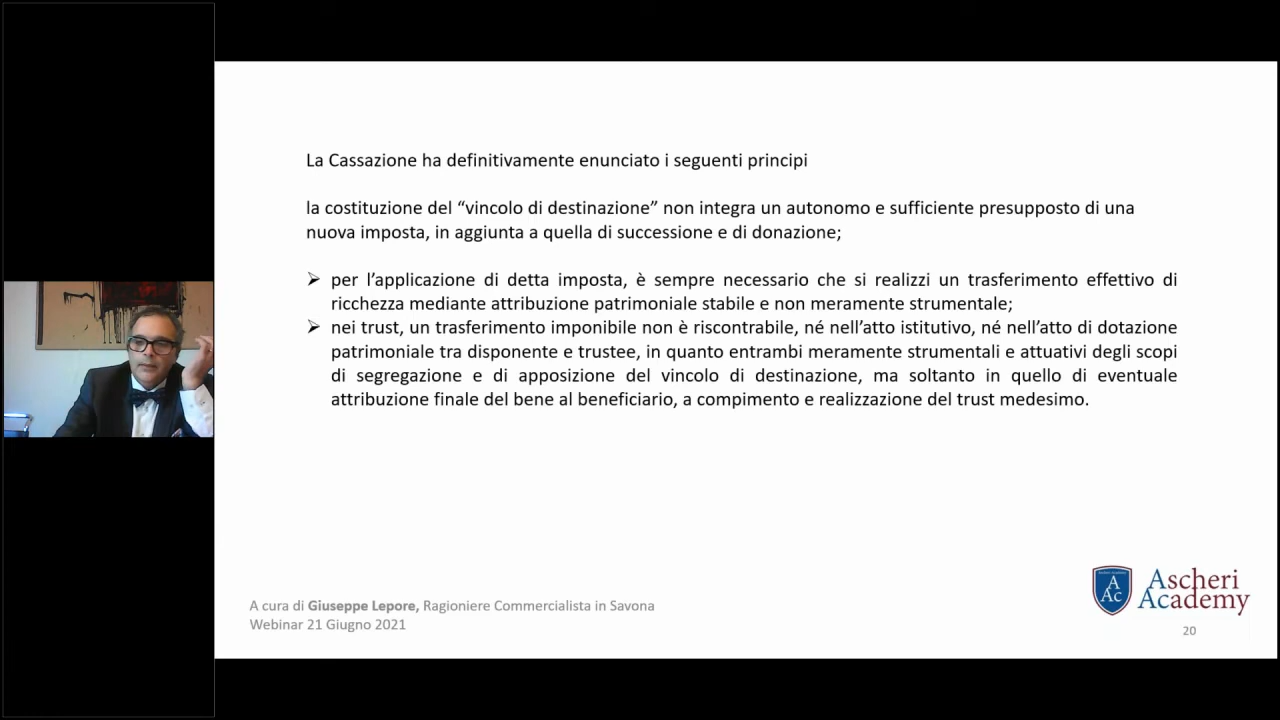 La Cassazione ha definitivamente enunciato i seguenti principi
la costituzione del “vincolo di destinazione” non integra un autonomo e sufficiente presupposto di una
nuova imposta, in aggiunta a quella di successione e di donazione;
➢ per l’applicazione di detta imposta, è sempre necessario che si realizzi un trasferimento effettivo di
ricchezza mediante attribuzione patrimoniale stabile e non meramente strumentale;
➢ nei trust, un trasferimento imponibile non è riscontrabile, né nell’atto istitutivo, né nell’atto di dotazione
patrimoniale tra disponente e trustee, in quanto entrambi meramente strumentali e attuativi degli scopi
di segregazione e di apposizione del vincolo di destinazione, ma soltanto in quello di eventuale
attribuzione finale del bene al beneficiario, a compimento e realizzazione del trust medesimo.
A cura di Giuseppe Lepore, Ragioniere Commercialista in Savona
Webinar 21 Giugno 2021
A
Ac
Ascheri
Academy
20